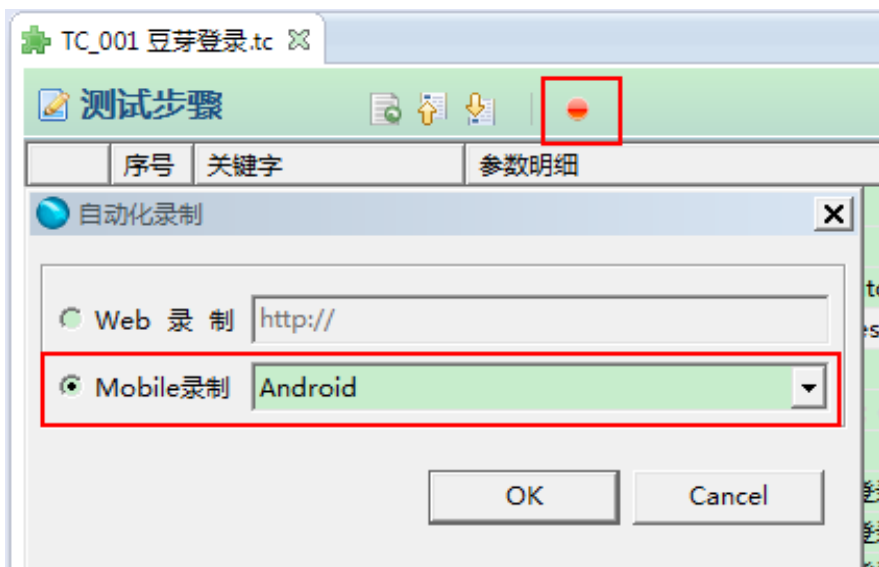 TC_001 豆芽登录.tc
测试步骤
序号 关键字 参数明细
自动化录制
Web 录 制 http://
Mobile录制 Android
OK Cancel